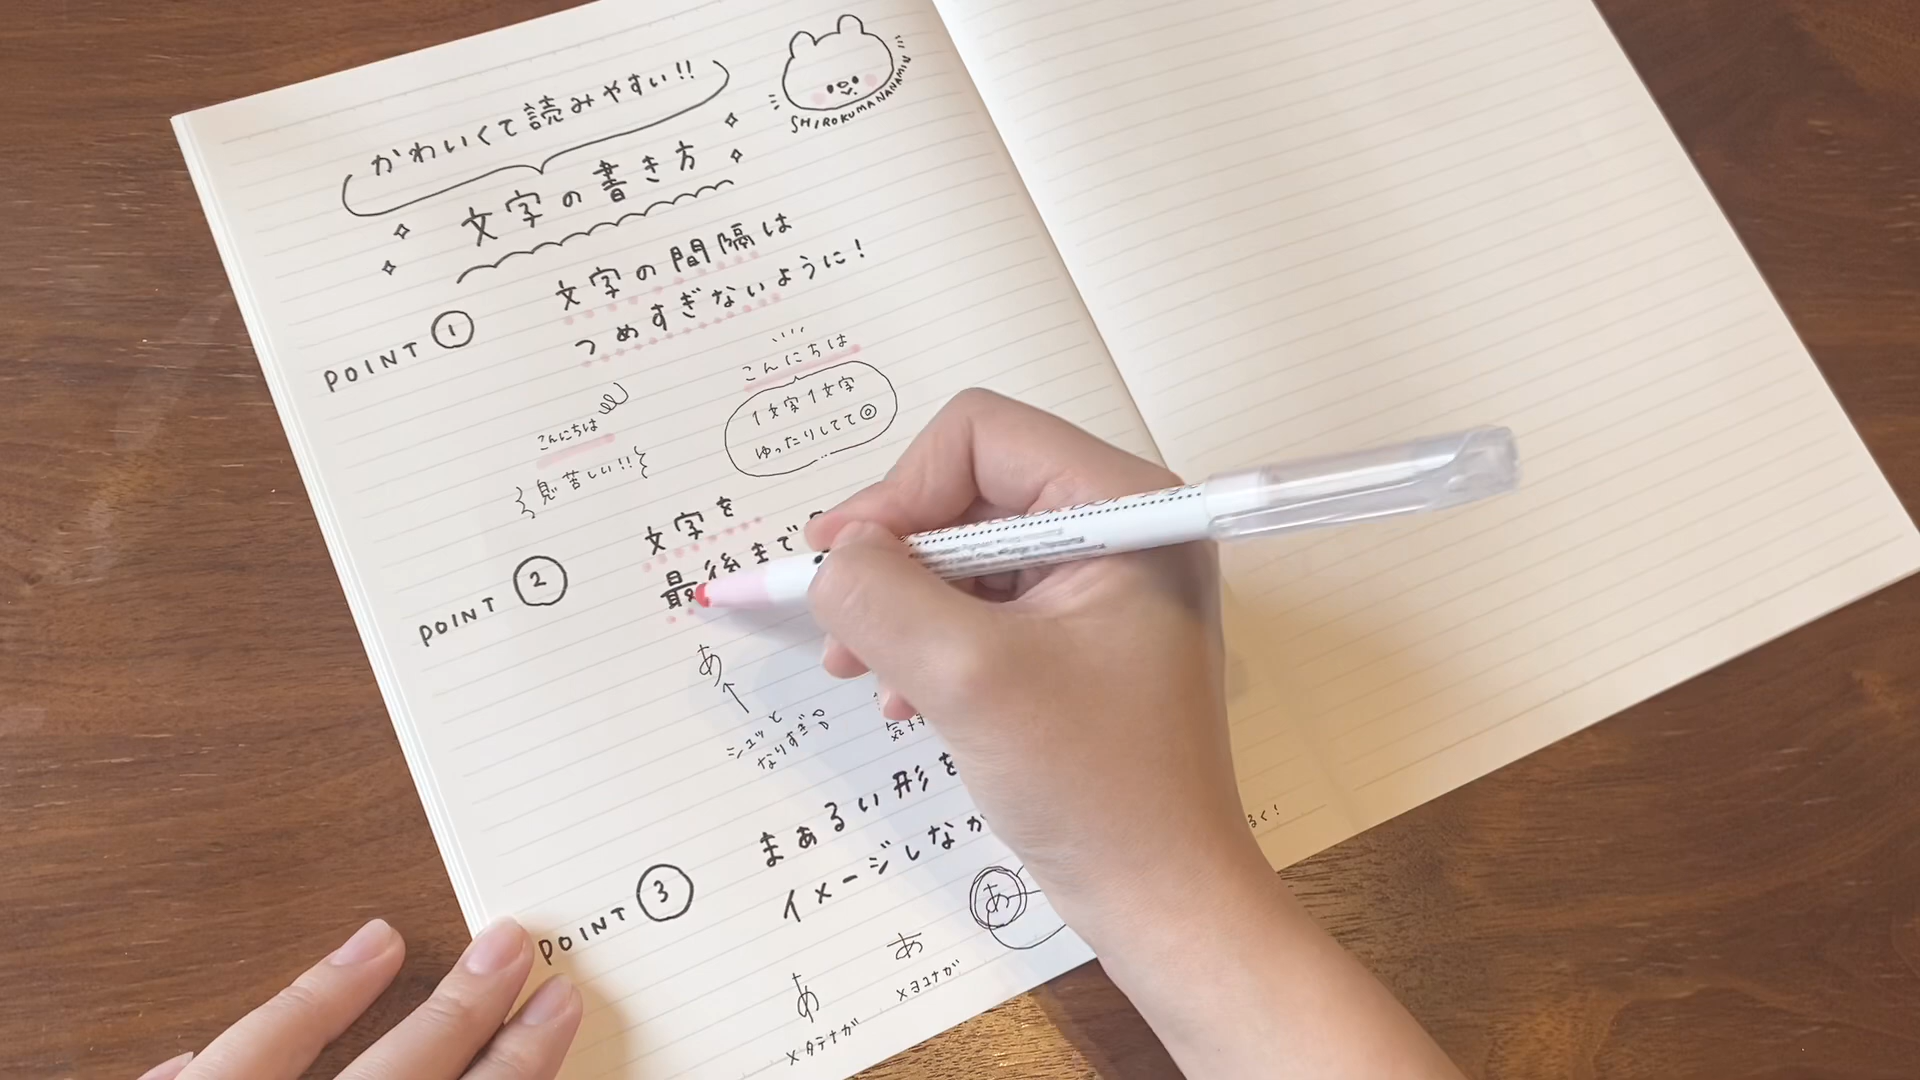 かわいくて読みやすい!!
文字の書き方
SHIROKUMANANAMIN
POINT ①
文字の間隔は
つめすぎないように!
こんにちは
息苦しい!!
こんにちは
1文字1文字
ゆったりしてて◎
POINT ②
文字を
最後まで
あ
シュッと
なりすぎ
POINT ③
まぁるい形を
イメージしなが
あ
×タテナガ
あ
×ヨコナガ
あ
るく!